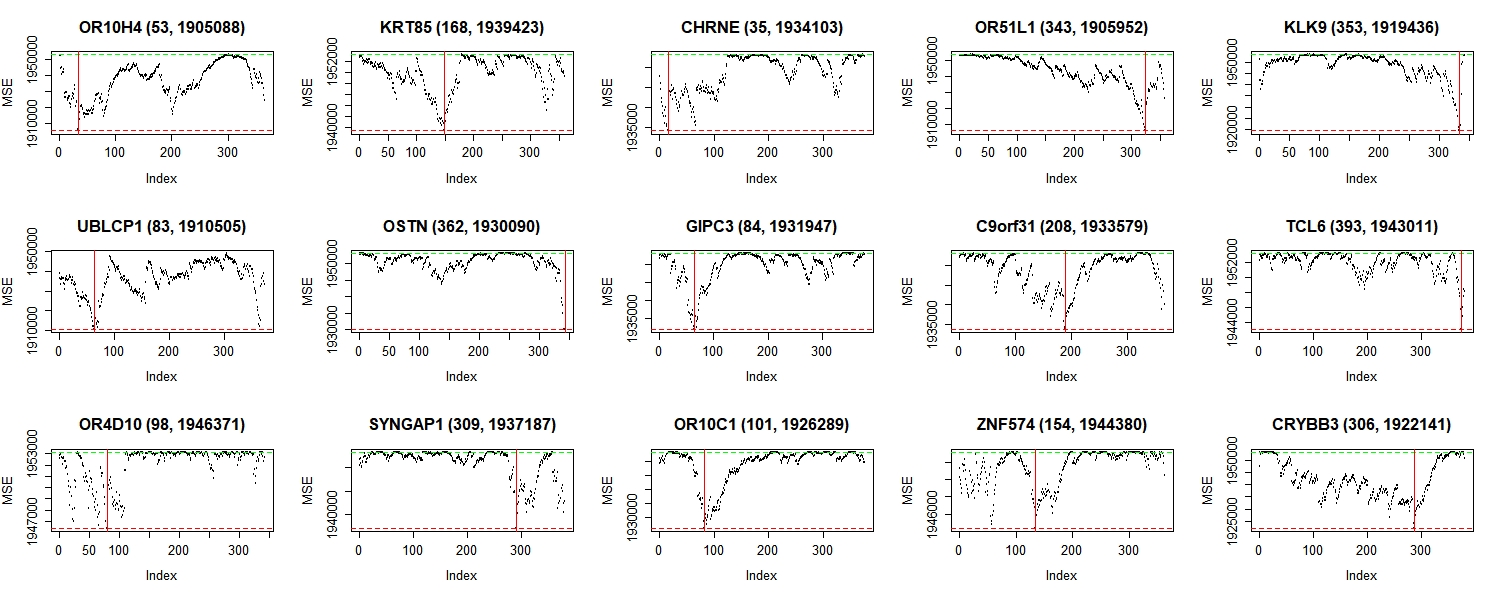 OR10H4 (53, 1905088)
MSE
1910000 1950000
0 100 200 300
Index
KRT85 (168, 1939423)
MSE
1940000 1952000
0 50 100 200 300
Index
CHRNE (35, 1934103)
MSE
1935000
0 100 200 300
Index
OR51L1 (343, 1905952)
MSE
1910000 1950000
0 50 100 200 300
Index
KLK9 (353, 1919436)
MSE
1920000 1950000
0 50 100 200 300
Index
UBLCP1 (83, 1910505)
MSE
1910000 1950000
0 100 200 300
Index
OSTN (362, 1930090)
MSE
1930000 1950000
0 50 100 200 300
Index
GIPC3 (84, 1931947)
MSE
1935000
0 100 200 300
Index
C9orf31 (208, 1933579)
MSE
1935000
0 100 200 300
Index
TCL6 (393, 1943011)
MSE
1944000 1952000
0 100 200 300
Index
OR4D10 (98, 1946371)
MSE
1947000 1953000
0 50 100 200 300
Index
SYNGAP1 (309, 1937187)
MSE
1940000
0 100 200 300
Index
OR10C1 (101, 1926289)
MSE
1930000
0 100 200 300
Index
ZNF574 (154, 1944380)
MSE
1946000
0 100 200 300
Index
CRYBB3 (306, 1922141)
MSE
1925000 1950000
0 100 200 300
Index